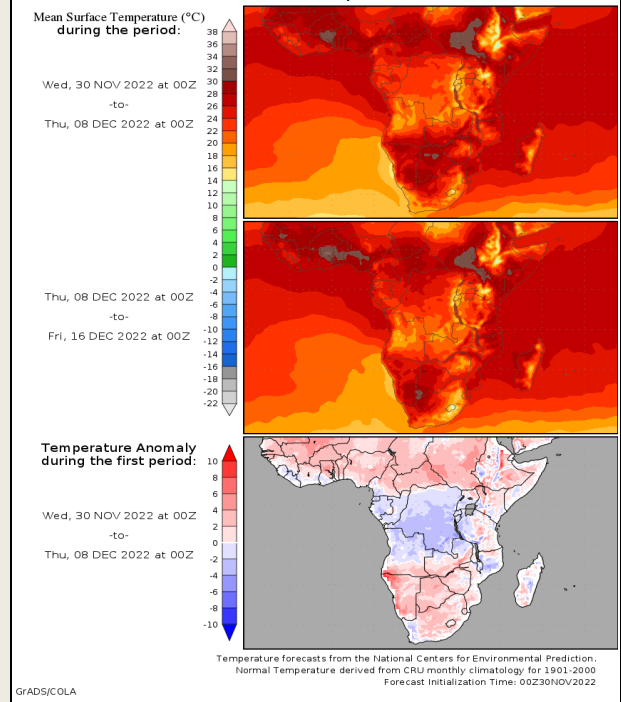 Mean Surface Temperature (°C)
during the period:
Wed, 30 NOV 2022 at 00Z
-to-
Thu, 08 DEC 2022 at 00Z
38
36
34
32
30
28
26
24
22
20
18
16
14
12
10
8
6
4
2
0
-2
-4
-6
-8
-10
-12
-14
-16
-18
-20
-22
Thu, 08 DEC 2022 at 00Z
-to-
Fri, 16 DEC 2022 at 00Z
Temperature Anomaly
during the first period:
Wed, 30 NOV 2022 at 00Z
-to-
Thu, 08 DEC 2022 at 00Z
10
8
6
4
2
0
-2
-4
-6
-8
-10
Temperature forecasts from the National Centers for Environmental Prediction.
Normal Temperature derived from CRU monthly climatology for 1901-2000
Forecast Initialization Time: 00Z30NOV2022
GrADS/COLA